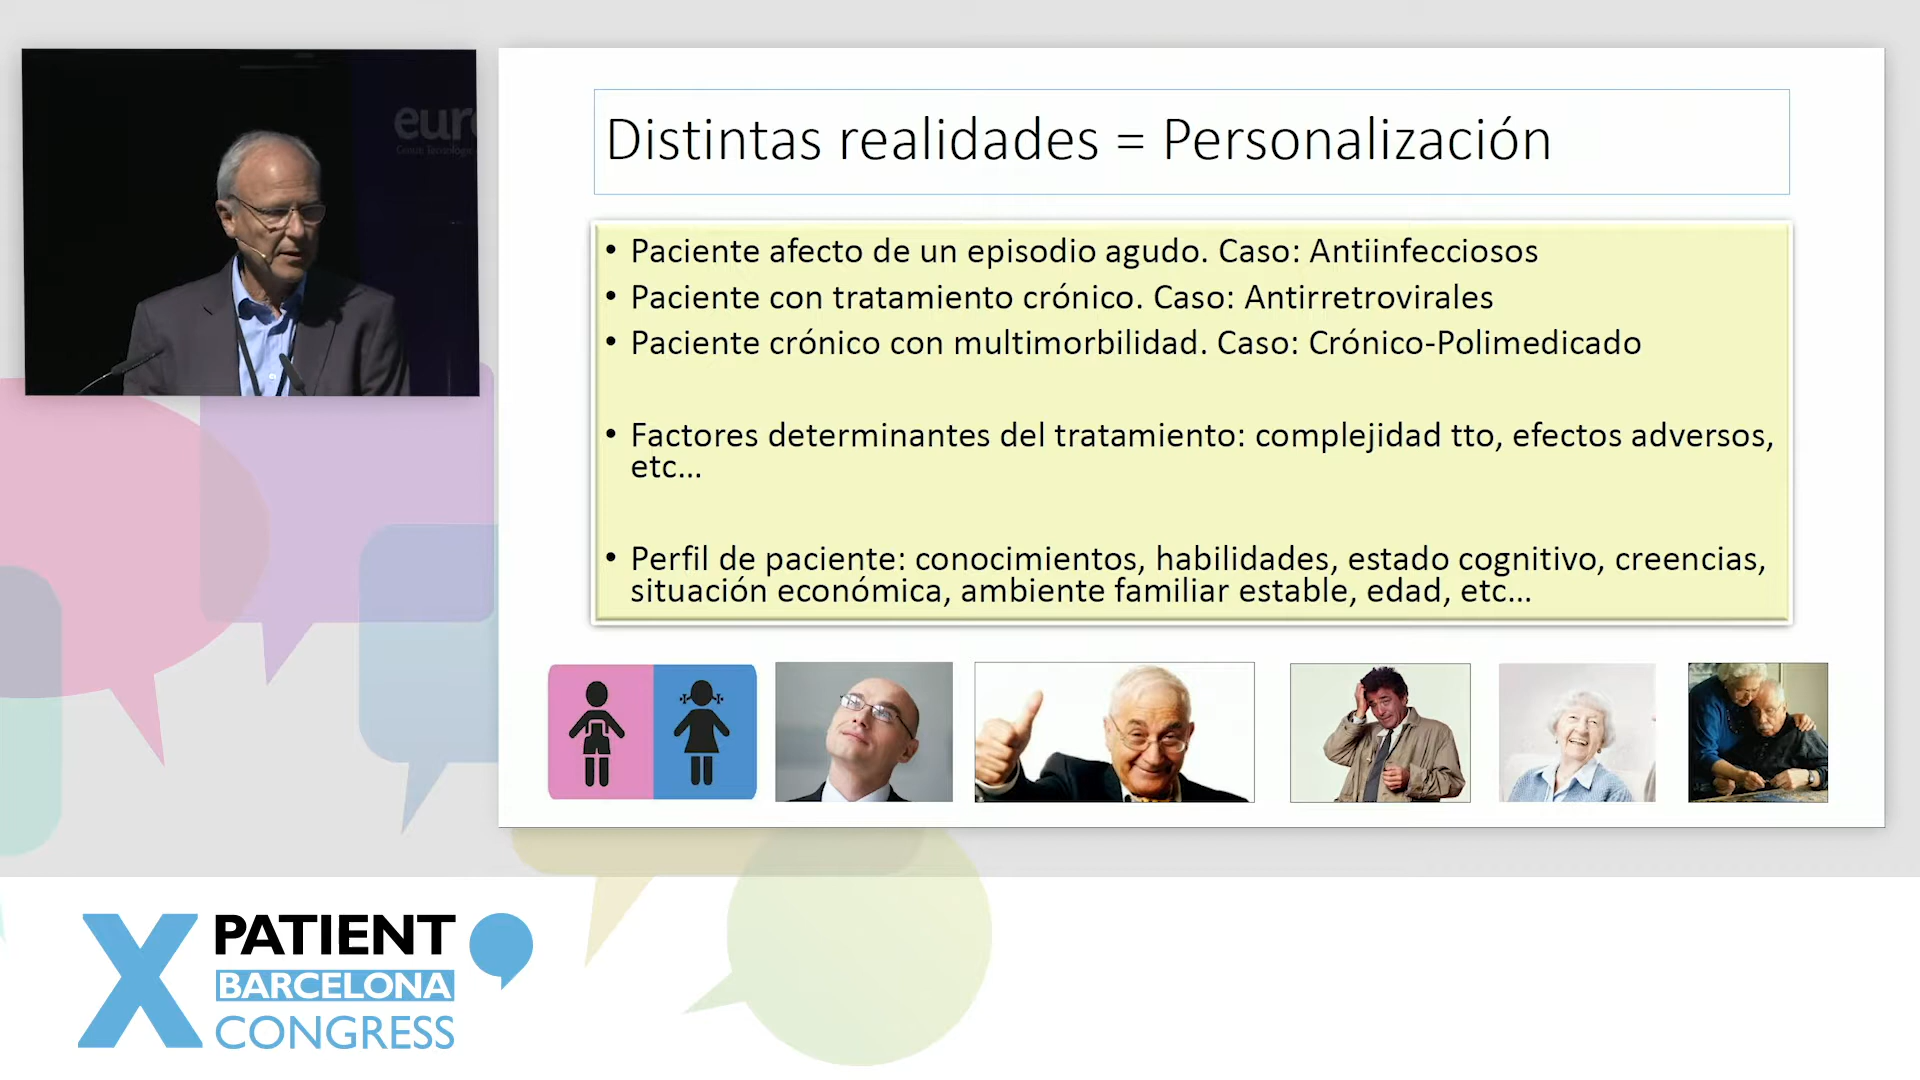 Distintas realidades = Personalización
• Paciente afecto de un episodio agudo. Caso: Antiinfecciosos
• Paciente con tratamiento crónico. Caso: Antirretrovirales
• Paciente crónico con multimorbilidad. Caso: Crónico-Polimedicado
• Factores determinantes del tratamiento: complejidad tto, efectos adversos,
etc...
• Perfil de paciente: conocimientos, habilidades, estado cognitivo, creencias,
situación económica, ambiente familiar estable, edad, etc...
X PATIENT
BARCELONA
CONGRESS